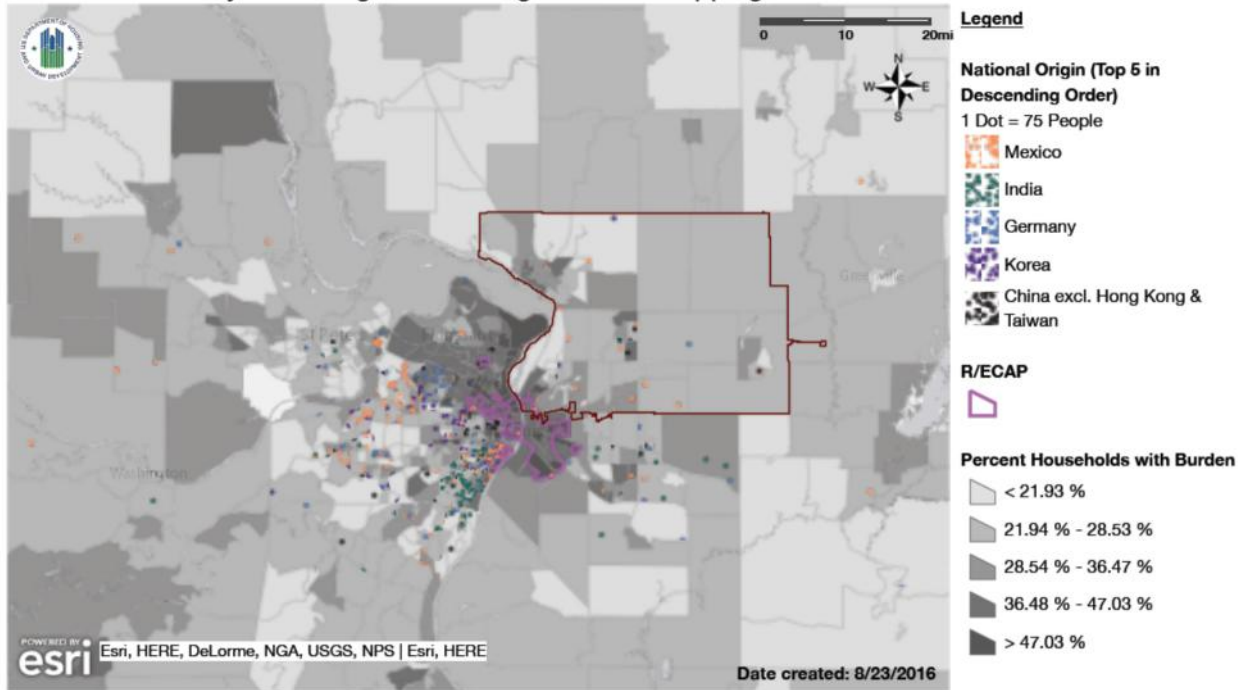 0 10 20mi
N
W E
S
Legend
National Origin (Top 5 in
Descending Order)
1 Dot = 75 People
Mexico
India
Germany
Korea
China excl. Hong Kong &
Taiwan
R/ECAP
Percent Households with Burden
< 21.93 %
21.94 % - 28.53 %
28.54 % - 36.47 %
36.48 % - 47.03 %
> 47.03 %
Washington
POWERED BY
esri
Esri, HERE, DeLorme, NGA, USGS, NPS | Esri, HERE
Date created: 8/23/2016